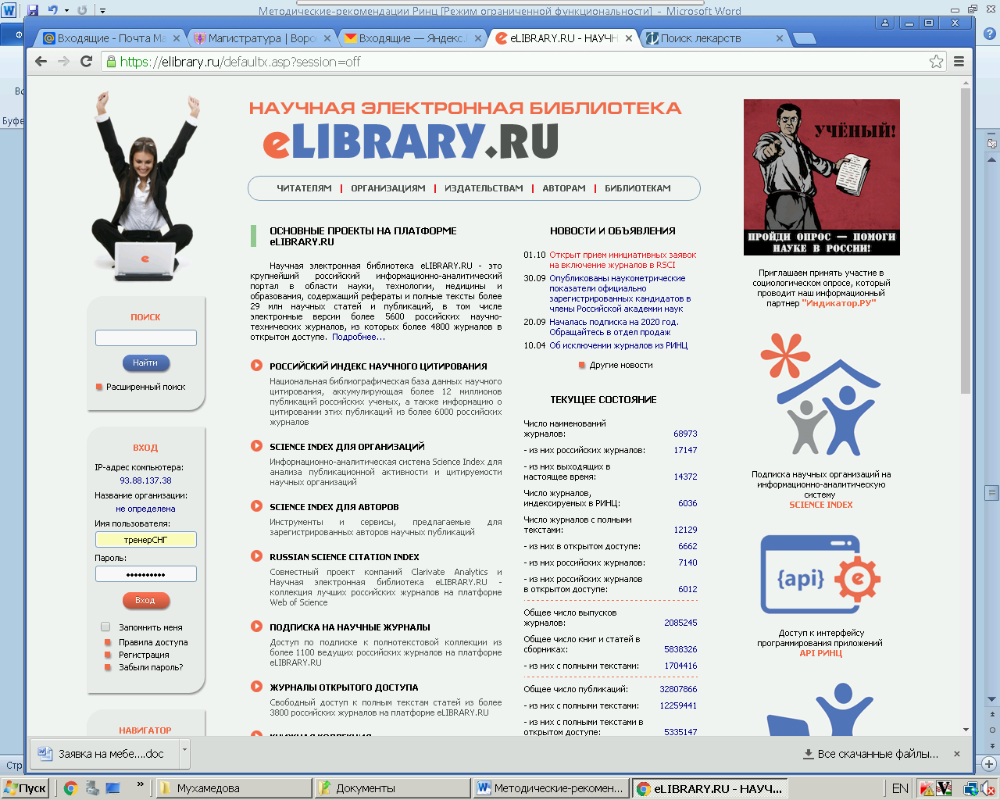 Методические-рекомендации Ринц [Режим ограниченной функциональности] - Microsoft Word
Входящие - Почта Ма
Магистратура | Воро
Входящие — Яндекс.
eLIBRARY.RU - НАУЧН
Поиск лекарств
https://elibrary.ru/defaultx.asp?session=off
Ф
Вс
Буфе
НАУЧНАЯ ЭЛЕКТРОННАЯ БИБЛИОТЕКА
eLIBRARY.RU
ЧИТАТЕЛЯМ | ОРГАНИЗАЦИЯМ | ИЗДАТЕЛЬСТВАМ | АВТОРАМ | БИБЛИОТЕКАМ
ПОИСК
Найти
Расширенный поиск
ВХОД
IP-адрес компьютера:
93.88.137.38
Название организации:
не определена
Имя пользователя:
тренерСНГ
Пароль:
••••••••••
Вход
Запомнить меня
Правила доступа
Регистрация
Забыли пароль?
НАВИГАТОР
ОСНОВНЫЕ ПРОЕКТЫ НА ПЛАТФОРМЕ
eLIBRARY.RU
Научная электронная библиотека eLIBRARY.RU - это
крупнейший российский информационно-аналитический
портал в области науки, технологии, медицины и
образования, содержащий рефераты и полные тексты более
29 млн научных статей и публикаций, в том числе
электронные версии более 5600 российских научно-
технических журналов, из которых более 4800 журналов в
открытом доступе. Подробнее...
РОССИЙСКИЙ ИНДЕКС НАУЧНОГО ЦИТИРОВАНИЯ
Национальная библиографическая база данных научного
цитирования, аккумулирующая более 12 миллионов
публикаций российских ученых, а также информацию о
цитировании этих публикаций из более 6000 российских
журналов
SCIENCE INDEX ДЛЯ ОРГАНИЗАЦИЙ
Информационно-аналитическая система Science Index для
анализа публикационной активности и цитируемости
научных организаций
SCIENCE INDEX ДЛЯ АВТОРОВ
Инструменты и сервисы, предлагаемые для
зарегистрированных авторов научных публикаций
RUSSIAN SCIENCE CITATION INDEX
Совместный проект компаний Clarivate Analytics и
Научная электронная библиотека eLIBRARY.RU -
коллекция лучших российских журналов на платформе
Web of Science
ПОДПИСКА НА НАУЧНЫЕ ЖУРНАЛЫ
Доступ по подписке к полнотекстовой коллекции из
более 1100 ведущих российских журналов на платформе
eLIBRARY.RU
ЖУРНАЛЫ ОТКРЫТОГО ДОСТУПА
Свободный доступ к полным текстам статей из более
3800 российских журналов на платформе eLIBRARY.RU
НОВОСТИ И ОБЪЯВЛЕНИЯ
01.10 Открыт прием инициативных заявок
на включение журналов в RSCI
30.09 Опубликованы наукометрические
показатели официально
зарегистрированных кандидатов в
члены Российской академии наук
20.09 Началась подписка на 2020 год.
Обращайтесь в отдел продаж
10.04 Об исключении журналов из РИНЦ
Другие новости
ТЕКУЩЕЕ СОСТОЯНИЕ
Число наименований
журналов: 68973
- из них российских журналов: 17147
- из них выходящих в
настоящее время: 14372
Число журналов,
индексируемых в РИНЦ: 6036
Число журналов с полными
текстами: 12129
- из них в открытом доступе: 6662
- из них российских журналов: 7140
- из них российских журналов
в открытом доступе: 6012
Общее число выпусков
журналов: 2085245
Общее число книг и статей в
сборниках: 5838326
- из них с полными текстами: 1704416
Общее число публикаций: 32807866
- из них с полными текстами: 12259441
- из них с полными текстами в
открытом доступе: 5335147
УЧЁНЫЙ!
ПРОЙДИ ОПРОС — ПОМОГИ
НАУКЕ В РОССИИ!
Приглашаем принять участие в
социологическом опросе, который
проводит наш информационный
партнер "Индикатор.РУ"
Подписка научных организаций на
информационно-аналитическую
систему
SCIENCE INDEX
{api}
e
Доступ к интерфейсу
программирования приложений
API РИНЦ
Заявка на мебе....doc
Все скачанные файлы...
Стр
Пуск
Мухамедова
Документы
Методические-рекомен...
eLIBRARY.RU - НАУЧ...
EN